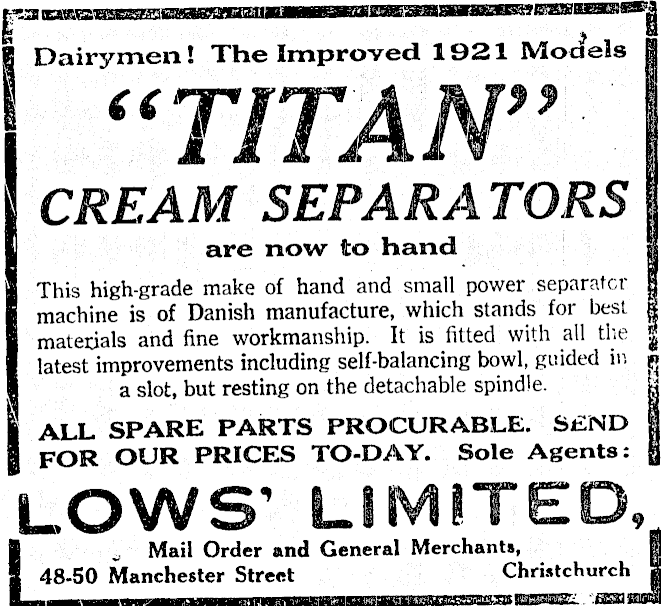 Dairymen! The Improved 1921 Models
“TITAN”
CREAM SEPARATORS
are now to hand
This high-grade make of hand and small power separator
machine is of Danish manufacture, which stands for best
materials and fine workmanship. It is fitted with all the
latest improvements including self-balancing bowl, guided in
a slot, but resting on the detachable spindle.
ALL SPARE PARTS PROCURABLE. SEND
FOR OUR PRICES TO-DAY. Sole Agents:
LOWS’ LIMITED,
Mail Order and General Merchants,
48-50 Manchester Street Christchurch